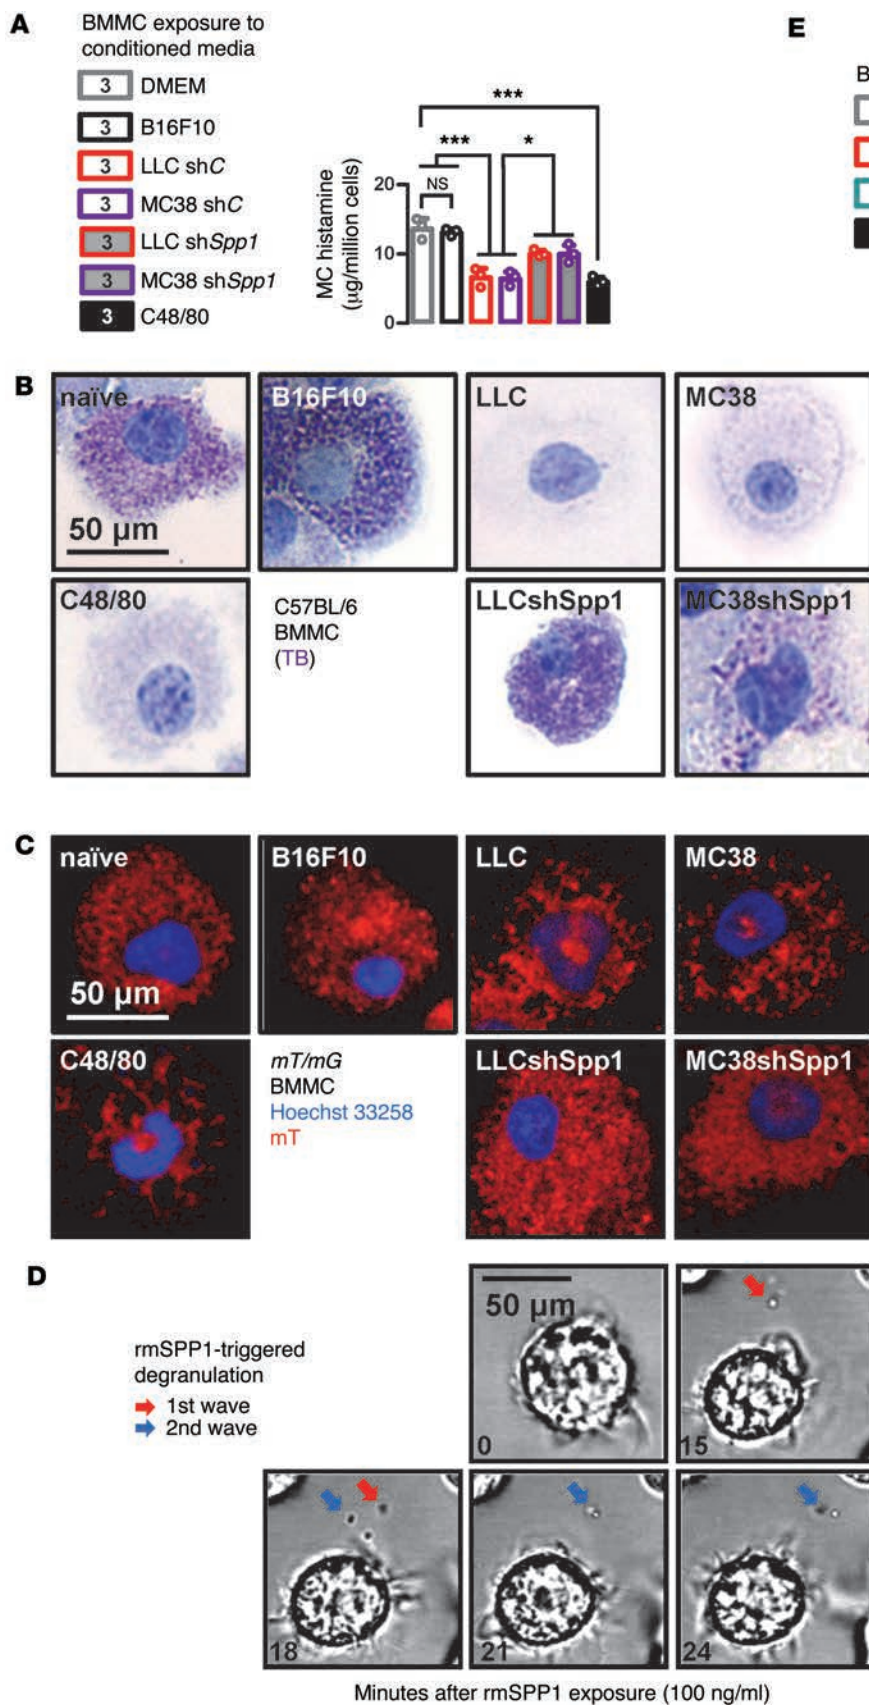 A
BMMC exposure to
conditioned media
3 DMEM
3 B16F10
3 LLC shC
3 MC38 shC
3 LLC shSpp1
3 MC38 shSpp1
3 C48/80
MC histamine
(µg/million cells)
20
10
0
NS
***
*
***
E
B
B
naïve
B16F10
LLC
MC38
50 µm
C48/80
C57BL/6
BMMC
(TB)
LLCshSpp1
MC38shSpp1
C
naïve
B16F10
LLC
MC38
50 µm
C48/80
mT/mG
BMMC
Hoechst 33258
mT
LLCshSpp1
MC38shSpp1
D
rmSPP1-triggered
degranulation
1st wave
2nd wave
50 µm
0
15
18
21
24
Minutes after rmSPP1 exposure (100 ng/ml)